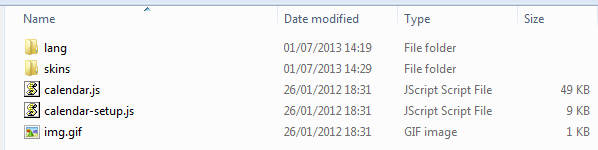 Name Date modified Type Size
lang 01/07/2013 14:19 File folder
skins 01/07/2013 14:29 File folder
calendar.js 26/01/2012 18:31 JScript Script File 49 KB
calendar-setup.js 26/01/2012 18:31 JScript Script File 9 KB
img.gif 26/01/2012 18:31 GIF image 1 KB